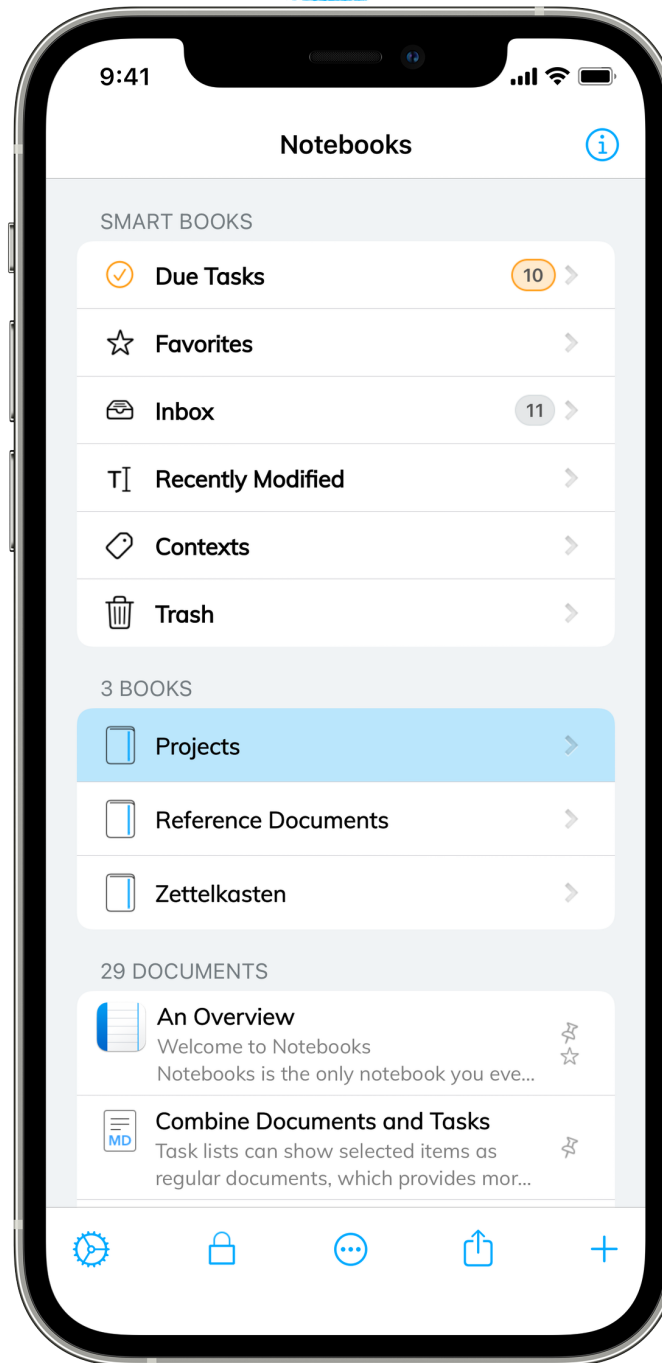 9:41
Notebooks
SMART BOOKS
Due Tasks 10
Favorites
Inbox 11
Recently Modified
Contexts
Trash
3 BOOKS
Projects
Reference Documents
Zettelkasten
29 DOCUMENTS
An Overview
Welcome to Notebooks
Notebooks is the only notebook you eve...
MD Combine Documents and Tasks
Task lists can show selected items as
regular documents, which provides mor...